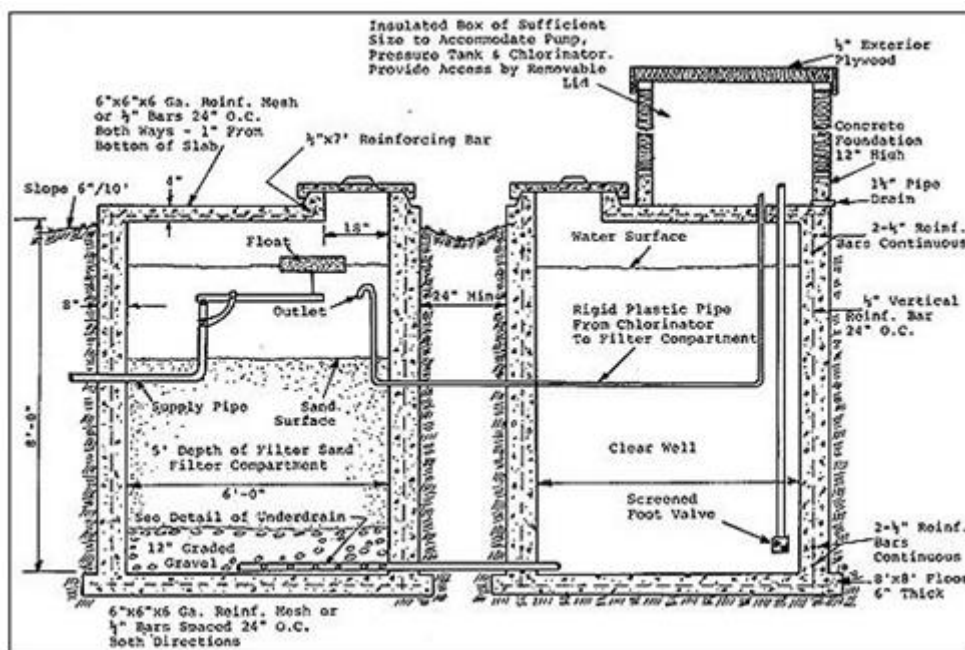 Insulated Box of Sufficient
Size to Accommodate Pump,
Pressure Tank & Chlorinator.
Provide Access by Removable
Lid
½" Exterior
Plywood
6"x6"x6 Ga. Reinf. Mesh
or ½" Bars 24" O.C.
Both Ways - 1" From
Bottom of Slab
½"x7' Reinforcing Bar
Concrete
Foundation
12" High
Slope 6"/10'
4"
1½" Pipe
Drain
18"
Float
Water Surface
2-½" Reinf.
Bars Continuous
8"
Outlet
24" Min
Rigid Plastic Pipe
From Chlorinator
To Filter Compartment
½" Vertical
Reinf. Bar
24" O.C.
Supply Pipe
Sand
Surface
8'-0"
5' Depth of Filter Sand
Filter Compartment
Clear Well
6'-0"
See Detail of Underdrain
Screened
Foot Valve
12" Graded
Gravel
2-½" Reinf.
Bars
Continuous
8'x8' Floor
6" Thick
6"x6"x6 Ga. Reinf. Mesh or
½" Bars Spaced 24" O.C.
Both Directions